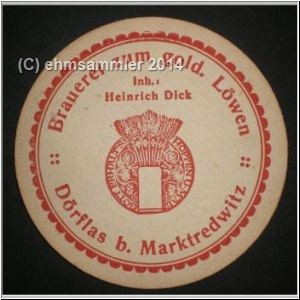 (C) ehmsammler 2014
Brauerei zum gold. Löwen
Inh.:
Heinrich Dick
Dörflas b. Marktredwitz